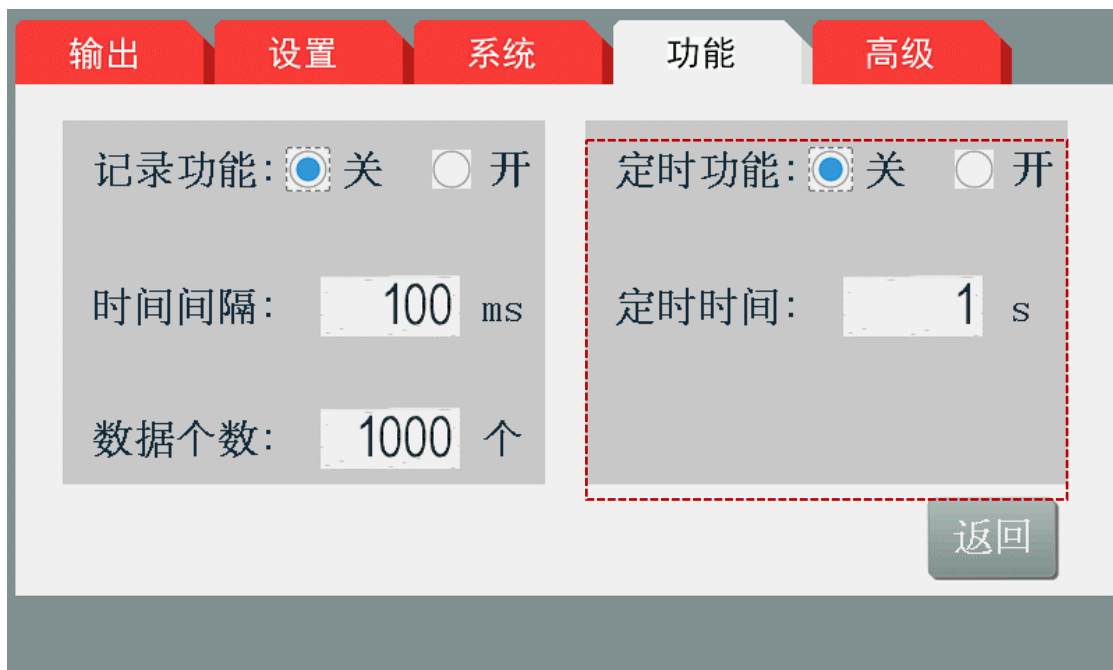 输出 设置 系统 功能 高级
记录功能: 关 开
时间间隔: 100 ms
数据个数: 1000 个
定时功能: 关 开
定时时间: 1 s
返回